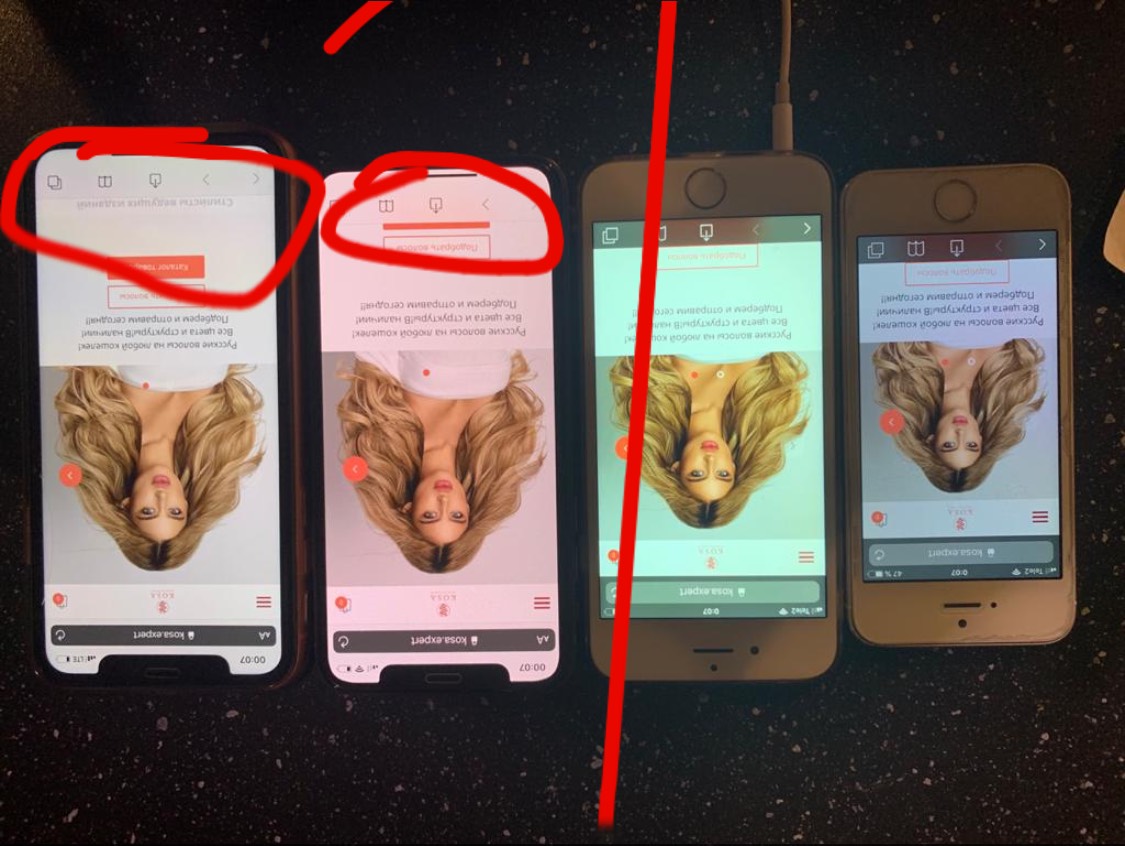 Tele2
0:07
47 %
kosa.expert
KOSA
0
Русские волосы на любой кошелек!
Все цвета и структуры!В наличии!
Подберем и отправим сегодня!!
Подобрать волосы
Tele2
0:07
kosa.expert
KOSA
Русские волосы на любой
Все цвета и структуры!В наличии!
Подберем и отправим сегодня!!
Подобрать волосы
00:07
AA
kosa.expert
KOSA
0
Русские волосы на любой кошелек!
Все цвета и структуры!В наличии!
Подберем и отправим сегодня!!
Подобрать волосы
00:07
LTE
AA
kosa.expert
KOSA
0
Русские волосы на любой кошелек!
Все цвета и структуры!В наличии!
Подберем и отправим сегодня!!
волосы
Каталог
Стилисты ведущих изданий